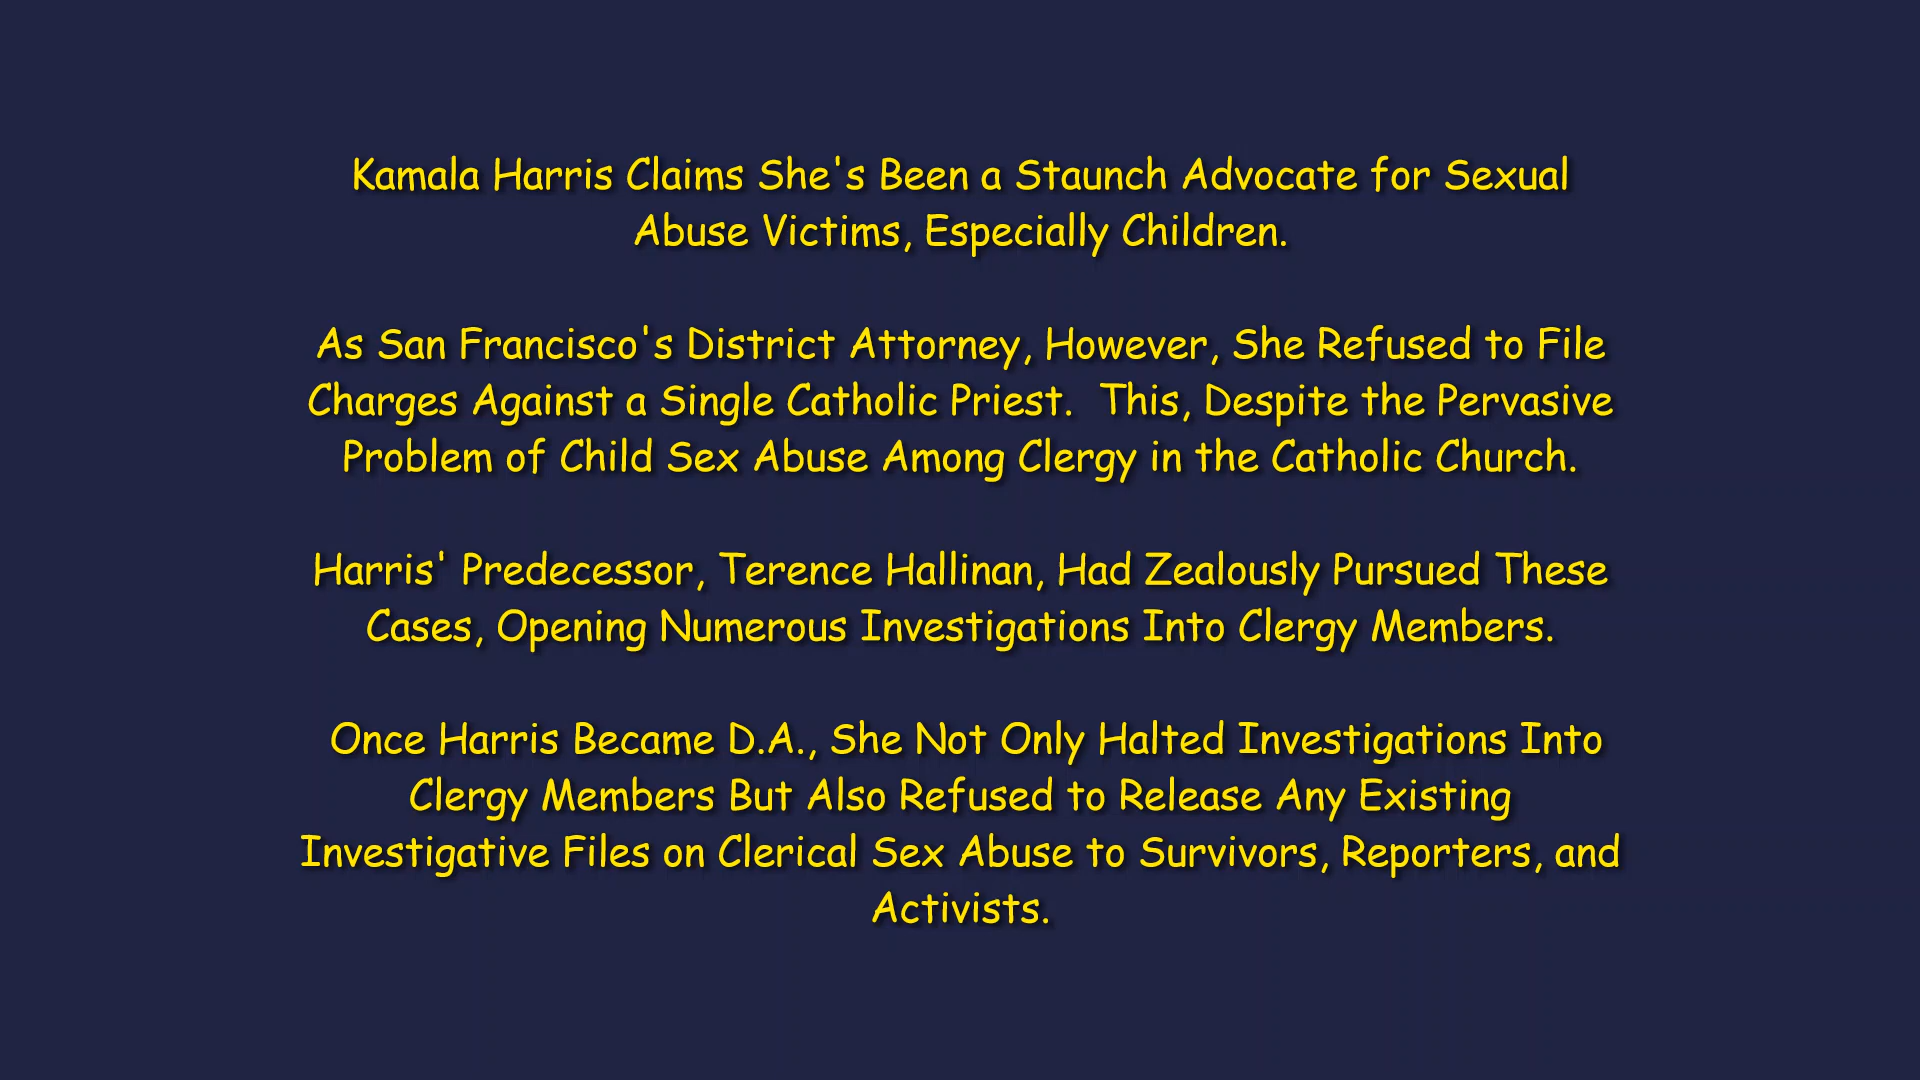 Kamala Harris Claims She's Been a Staunch Advocate for Sexual
Abuse Victims, Especially Children.
As San Francisco's District Attorney, However, She Refused to File
Charges Against a Single Catholic Priest.  This, Despite the Pervasive
Problem of Child Sex Abuse Among Clergy in the Catholic Church.
Harris' Predecessor, Terence Hallinan, Had Zealously Pursued These
Cases, Opening Numerous Investigations Into Clergy Members.
Once Harris Became D.A., She Not Only Halted Investigations Into
Clergy Members But Also Refused to Release Any Existing
Investigative Files on Clerical Sex Abuse to Survivors, Reporters, and
Activists.